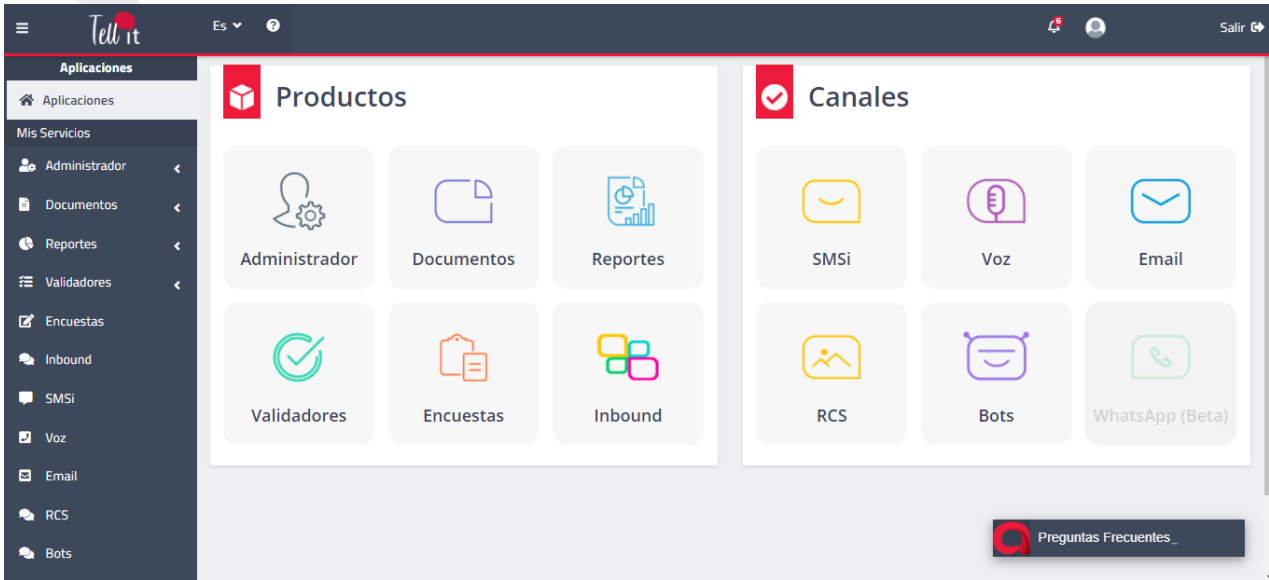 Tell it
Es
?
6
Salir
Aplicaciones
Aplicaciones
Mis Servicios
Administrador
Documentos
Reportes
Validadores
Encuestas
Inbound
SMSi
Voz
Email
RCS
Bots
Productos
Administrador
Documentos
Reportes
Validadores
Encuestas
Inbound
Canales
SMSi
Voz
Email
RCS
Bots
WhatsApp (Beta)
Preguntas Frecuentes_